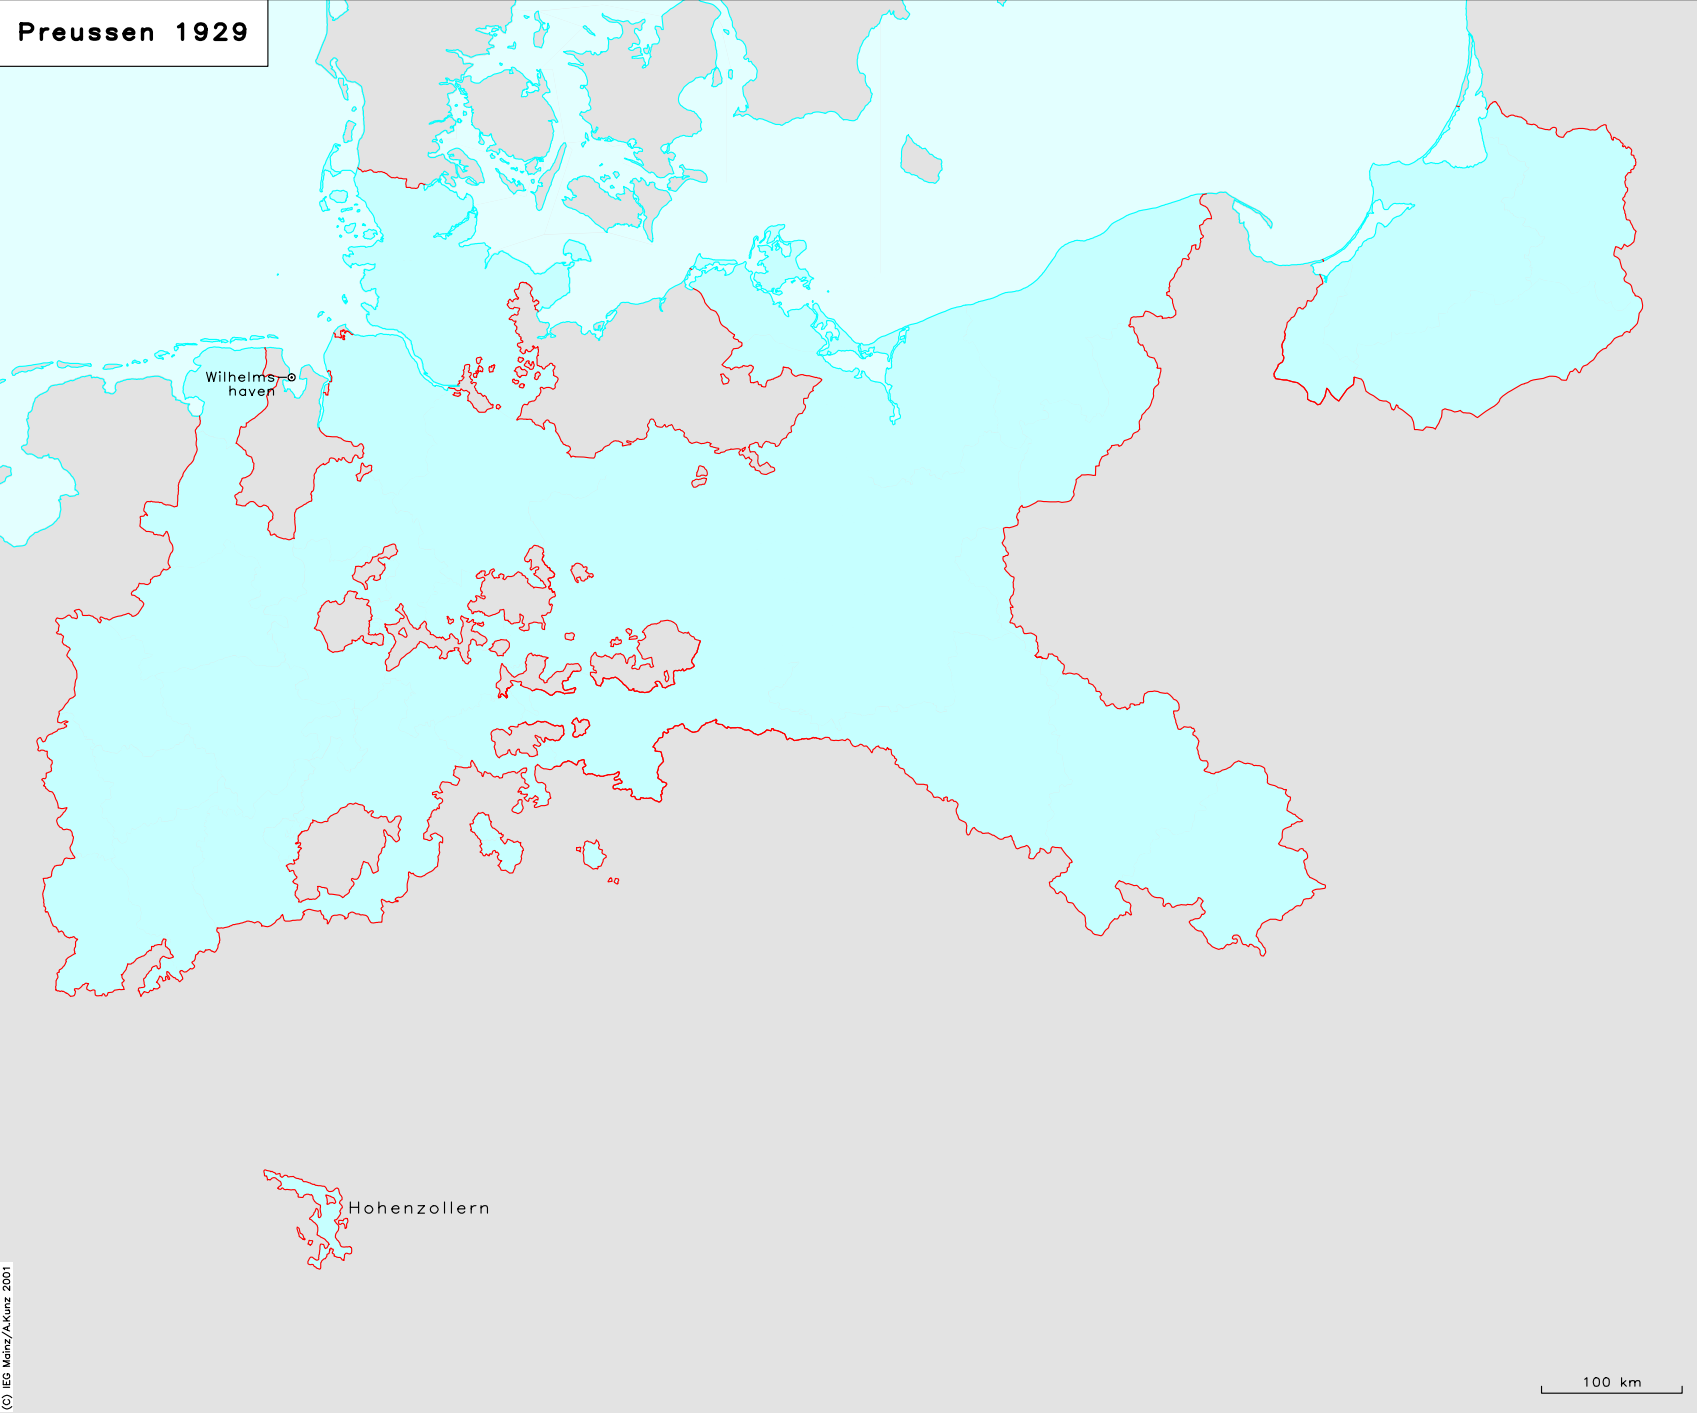 Preussen 1929
Wilhelms
haven
Hohenzollern
100 km
(C) IEG Mainz/A.Kunz 2001